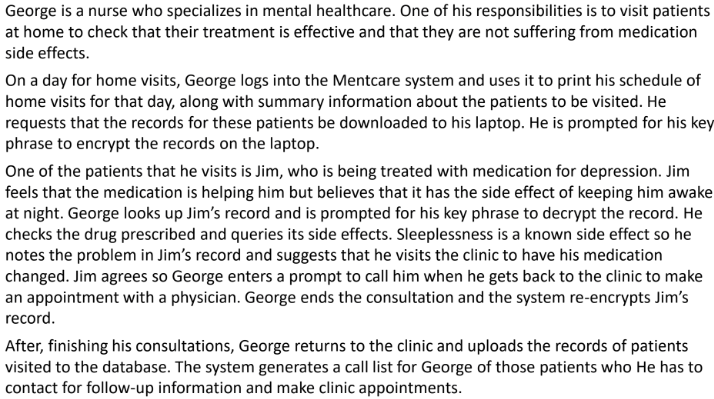 George is a nurse who specializes in mental healthcare. One of his responsibilities is to visit patients
at home to check that their treatment is effective and that they are not suffering from medication
side effects.
On a day for home visits, George logs into the Mentcare system and uses it to print his schedule of
home visits for that day, along with summary information about the patients to be visited. He
requests that the records for these patients be downloaded to his laptop. He is prompted for his key
phrase to encrypt the records on the laptop.
One of the patients that he visits is Jim, who is being treated with medication for depression. Jim
feels that the medication is helping him but believes that it has the side effect of keeping him awake
at night. George looks up Jim’s record and is prompted for his key phrase to decrypt the record. He
checks the drug prescribed and queries its side effects. Sleeplessness is a known side effect so he
notes the problem in Jim’s record and suggests that he visits the clinic to have his medication
changed. Jim agrees so George enters a prompt to call him when he gets back to the clinic to make
an appointment with a physician. George ends the consultation and the system re-encrypts Jim’s
record.
After, finishing his consultations, George returns to the clinic and uploads the records of patients
visited to the database. The system generates a call list for George of those patients who He has to
contact for follow-up information and make clinic appointments.